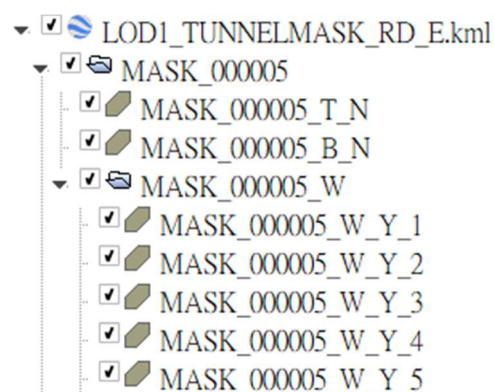 LOD1_TUNNELMASK_RD_E.kml
MASK_000005
MASK_000005_T_N
MASK_000005_B_N
MASK_000005_W
MASK_000005_W_Y_1
MASK_000005_W_Y_2
MASK_000005_W_Y_3
MASK_000005_W_Y_4
MASK_000005_W_Y_5